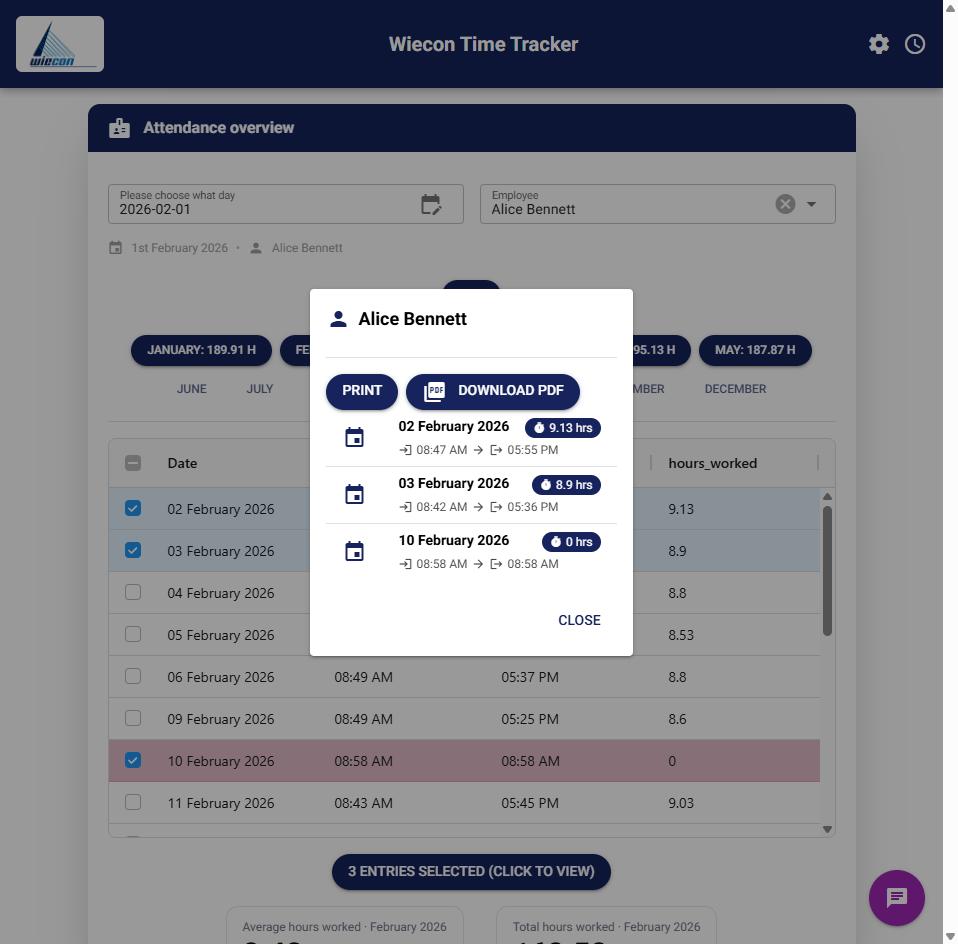 wiecon
Wiecon Time Tracker
Attendance overview
Please choose what day
2026-02-01
Employee
Alice Bennett
1st February 2026 • Alice Bennett
JANUARY: 189.91 H
95.13 H
MAY: 187.87 H
JUNE
JULY
DECEMBER
Alice Bennett
PRINT
PDF
DOWNLOAD PDF
02 February 2026
9.13 hrs
08:47 AM → 05:55 PM
03 February 2026
8.9 hrs
08:42 AM → 05:36 PM
10 February 2026
0 hrs
08:58 AM → 08:58 AM
CLOSE
Date hours_worked
02 February 2026 9.13
03 February 2026 8.9
04 February 2026 8.8
05 February 2026 8.53
06 February 2026 08:49 AM 05:37 PM 8.8
09 February 2026 08:49 AM 05:25 PM 8.6
10 February 2026 08:58 AM 08:58 AM 0
11 February 2026 08:43 AM 05:45 PM 9.03
3 ENTRIES SELECTED (CLICK TO VIEW)
Average hours worked · February 2026
Total hours worked · February 2026